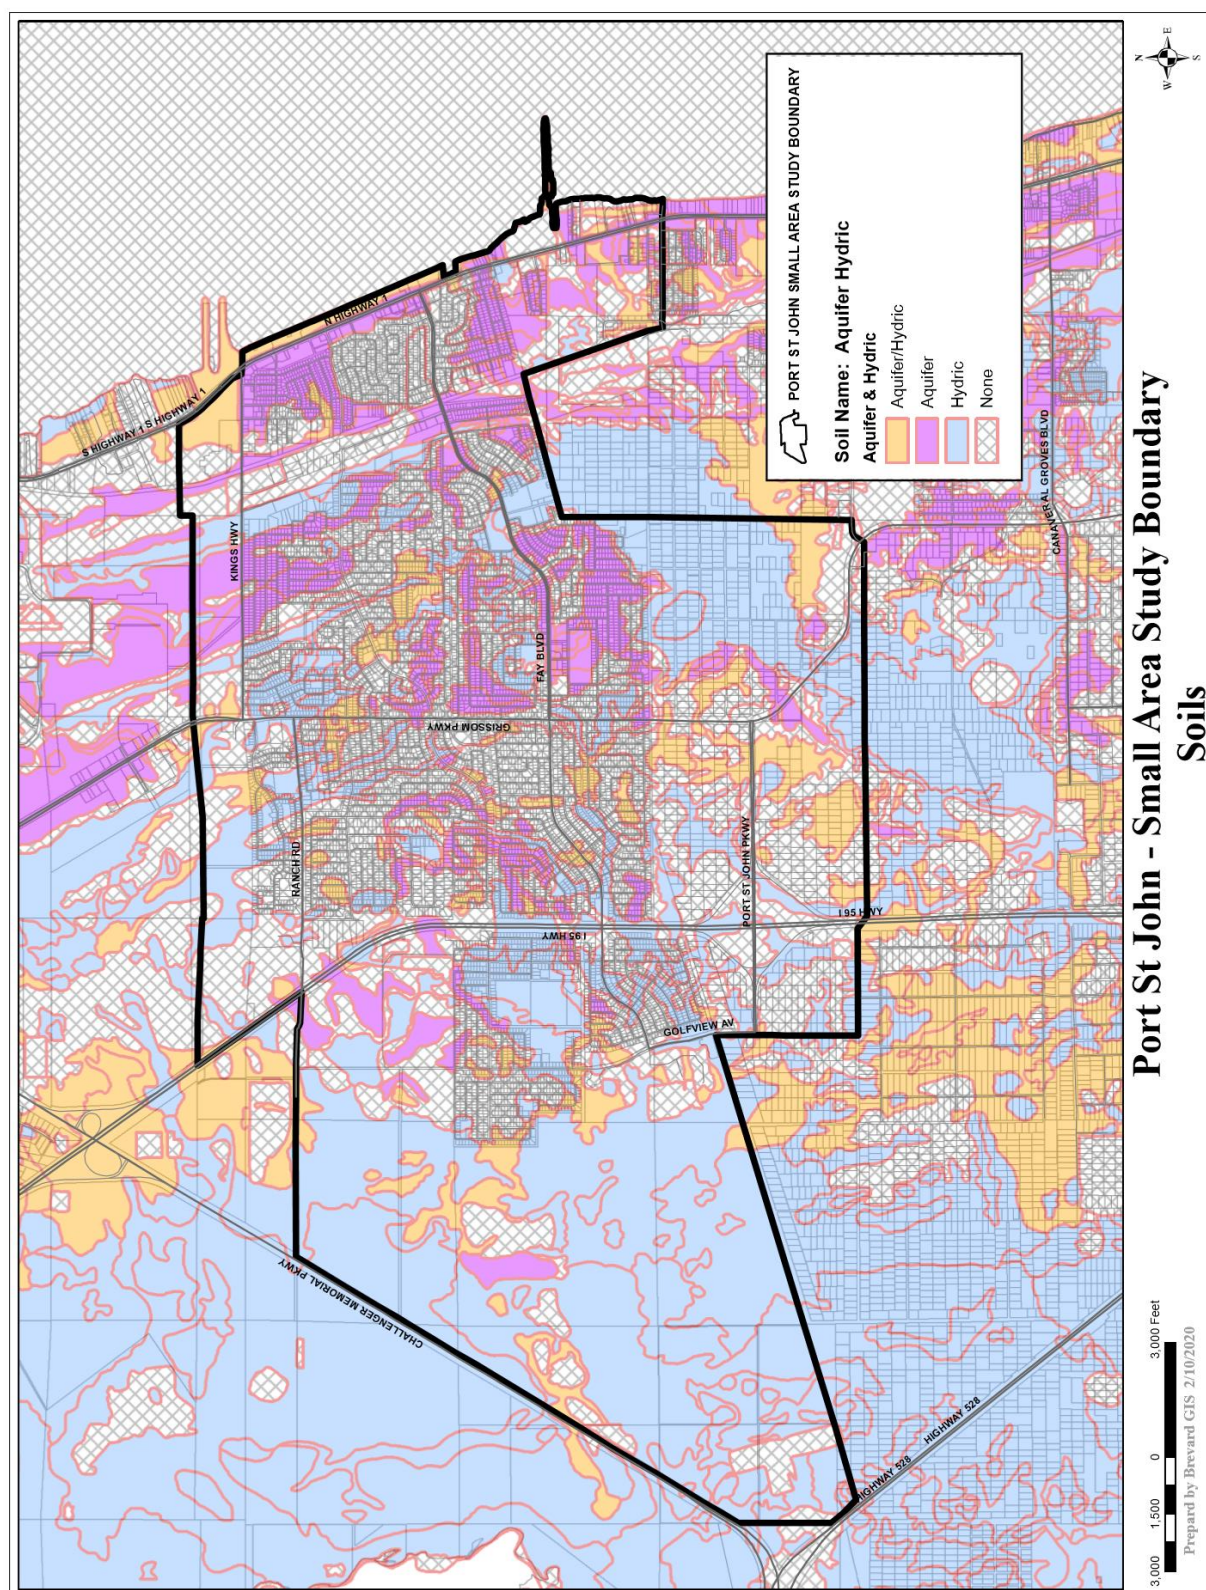 S HIGHWAY 1 S HIGHWAY 1
N HIGHWAY 1
KINGS HWY
FAY BLVD
GRISSOM PKWY
RANCH RD
I 95 HWY
PORT ST JOHN PKWY
I 95 HWY
GOLFVIEW AV
CHALLENGER MEMORIAL PKWY
HIGHWAY 528
HIGHWAY 528
CANAVERAL GROVES BLVD
PORT ST JOHN SMALL AREA STUDY BOUNDARY
Soil Name: Aquifer Hydric
Aquifer & Hydric
Aquifer/Hydric
Aquifer
Hydric
None
N
E
S
W
Port St John - Small Area Study Boundary
Soils
3,000 1,500 0 3,000 Feet
Prepard by Brevard GIS 2/10/2020